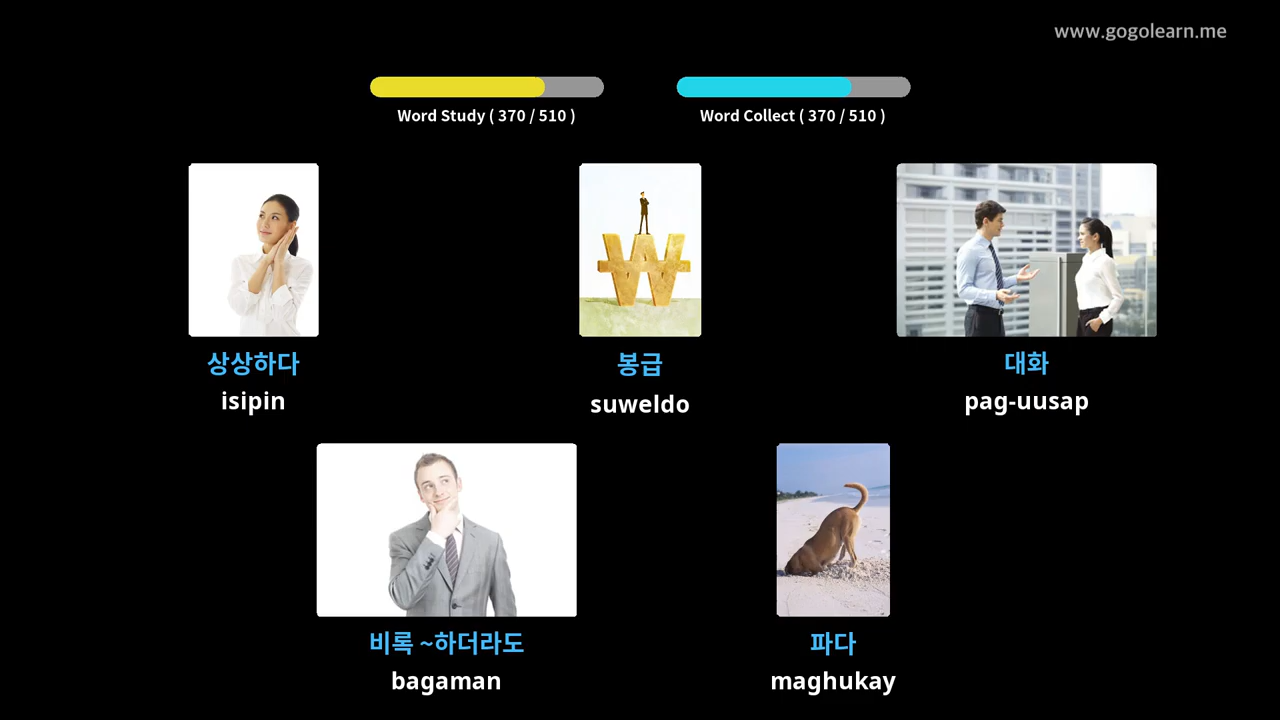 www.gogolearn.me
Word Study ( 370 / 510 )
Word Collect ( 370 / 510 )
상상하다
isipin
봉급
suweldo
대화
pag-uusap
비록 ~하더라도
bagaman
파다
maghukay